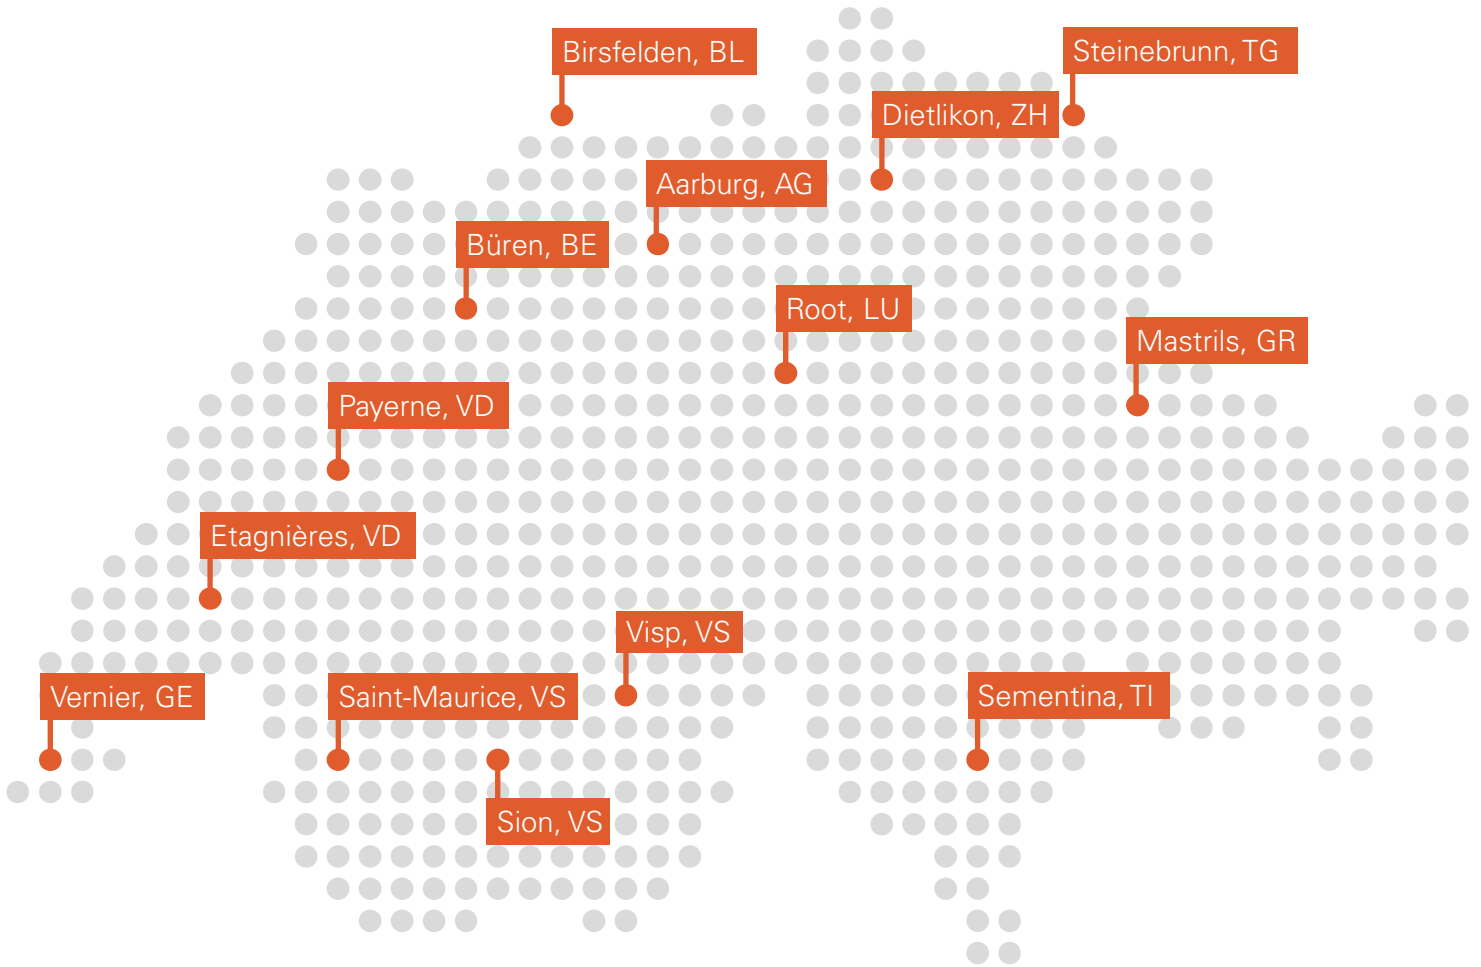 Birsfelden, BL
Steinebrunn, TG
Dietlikon, ZH
Aarburg, AG
Büren, BE
Root, LU
Mastrils, GR
Payerne, VD
Etagnières, VD
Visp, VS
Vernier, GE
Saint-Maurice, VS
Sementina, TI
Sion, VS